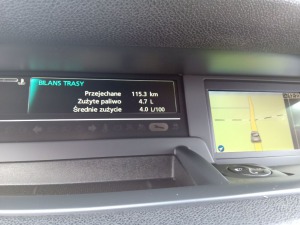 BILANS TRASY
Przejechane 115.3 km
Zużyte paliwo 4.7 L
Średnie zużycie 4.0 L/100